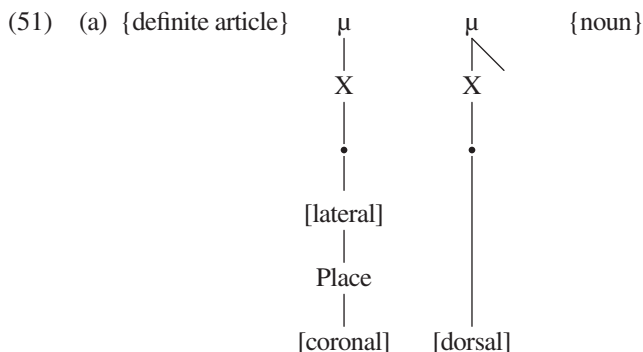 (51) (a) {definite article} μ μ {noun}
X X
• •
[lateral]
Place
[coronal] [dorsal]